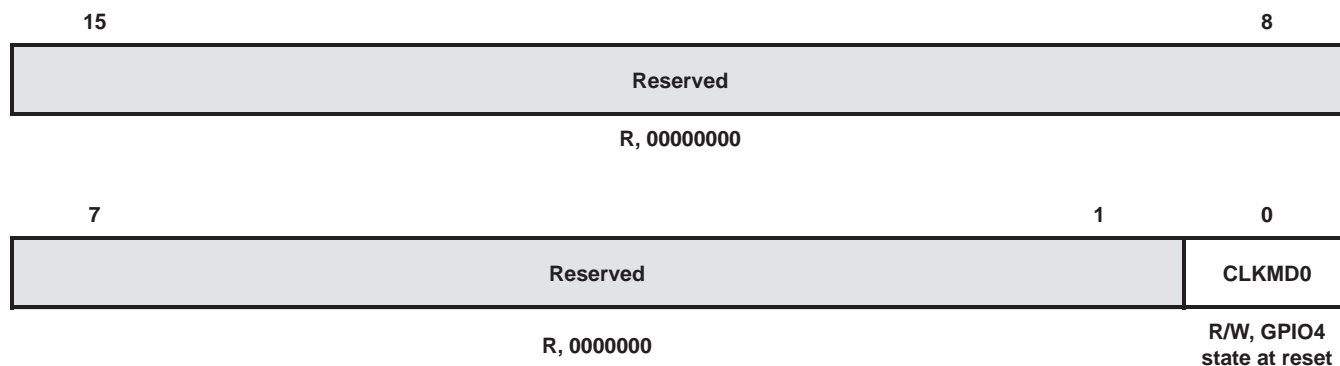 15 8
Reserved
R, 00000000
7 1 0
Reserved CLKMD0
R, 0000000 R/W, GPIO4
state at reset